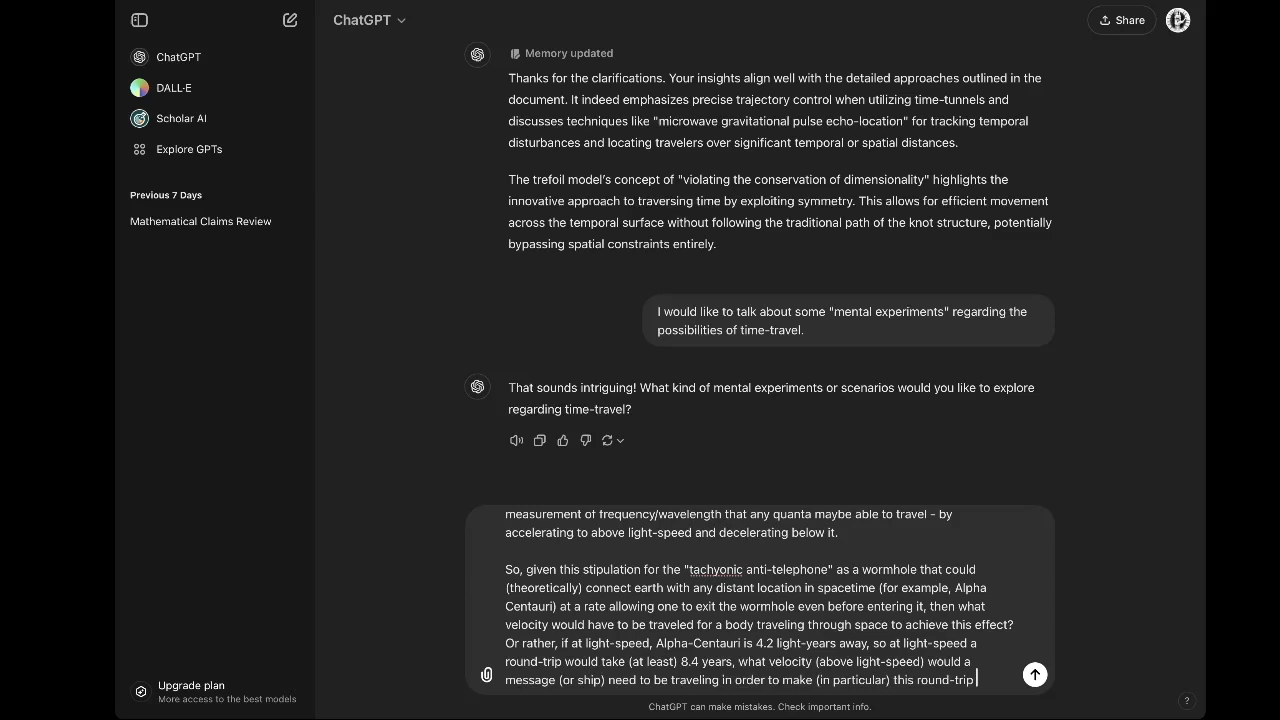 ChatGPT
Share
ChatGPT
DALL·E
Scholar AI
Explore GPTs
Previous 7 Days
Mathematical Claims Review
Memory updated
Thanks for the clarifications. Your insights align well with the detailed approaches outlined in the
document. It indeed emphasizes precise trajectory control when utilizing time-tunnels and
discusses techniques like "microwave gravitational pulse echo-location" for tracking temporal
disturbances and locating travelers over significant temporal or spatial distances.
The trefoil model's concept of "violating the conservation of dimensionality" highlights the
innovative approach to traversing time by exploiting symmetry. This allows for efficient movement
across the temporal surface without following the traditional path of the knot structure, potentially
bypassing spatial constraints entirely.
I would like to talk about some "mental experiments" regarding the
possibilities of time-travel.
That sounds intriguing! What kind of mental experiments or scenarios would you like to explore
regarding time-travel?
measurement of frequency/wavelength that any quanta maybe able to travel - by
accelerating to above light-speed and decelerating below it.
So, given this stipulation for the "tachyonic anti-telephone" as a wormhole that could
(theoretically) connect earth with any distant location in spacetime (for example, Alpha
Centauri) at a rate allowing one to exit the wormhole even before entering it, then what
velocity would have to be traveled for a body traveling through space to achieve this effect?
Or rather, if at light-speed, Alpha-Centauri is 4.2 light-years away, so at light-speed a
round-trip would take (at least) 8.4 years, what velocity (above light-speed) would a
message (or ship) need to be traveling in order to make (in particular) this round-trip
Upgrade plan
More access to the best models
ChatGPT can make mistakes. Check important info.
?